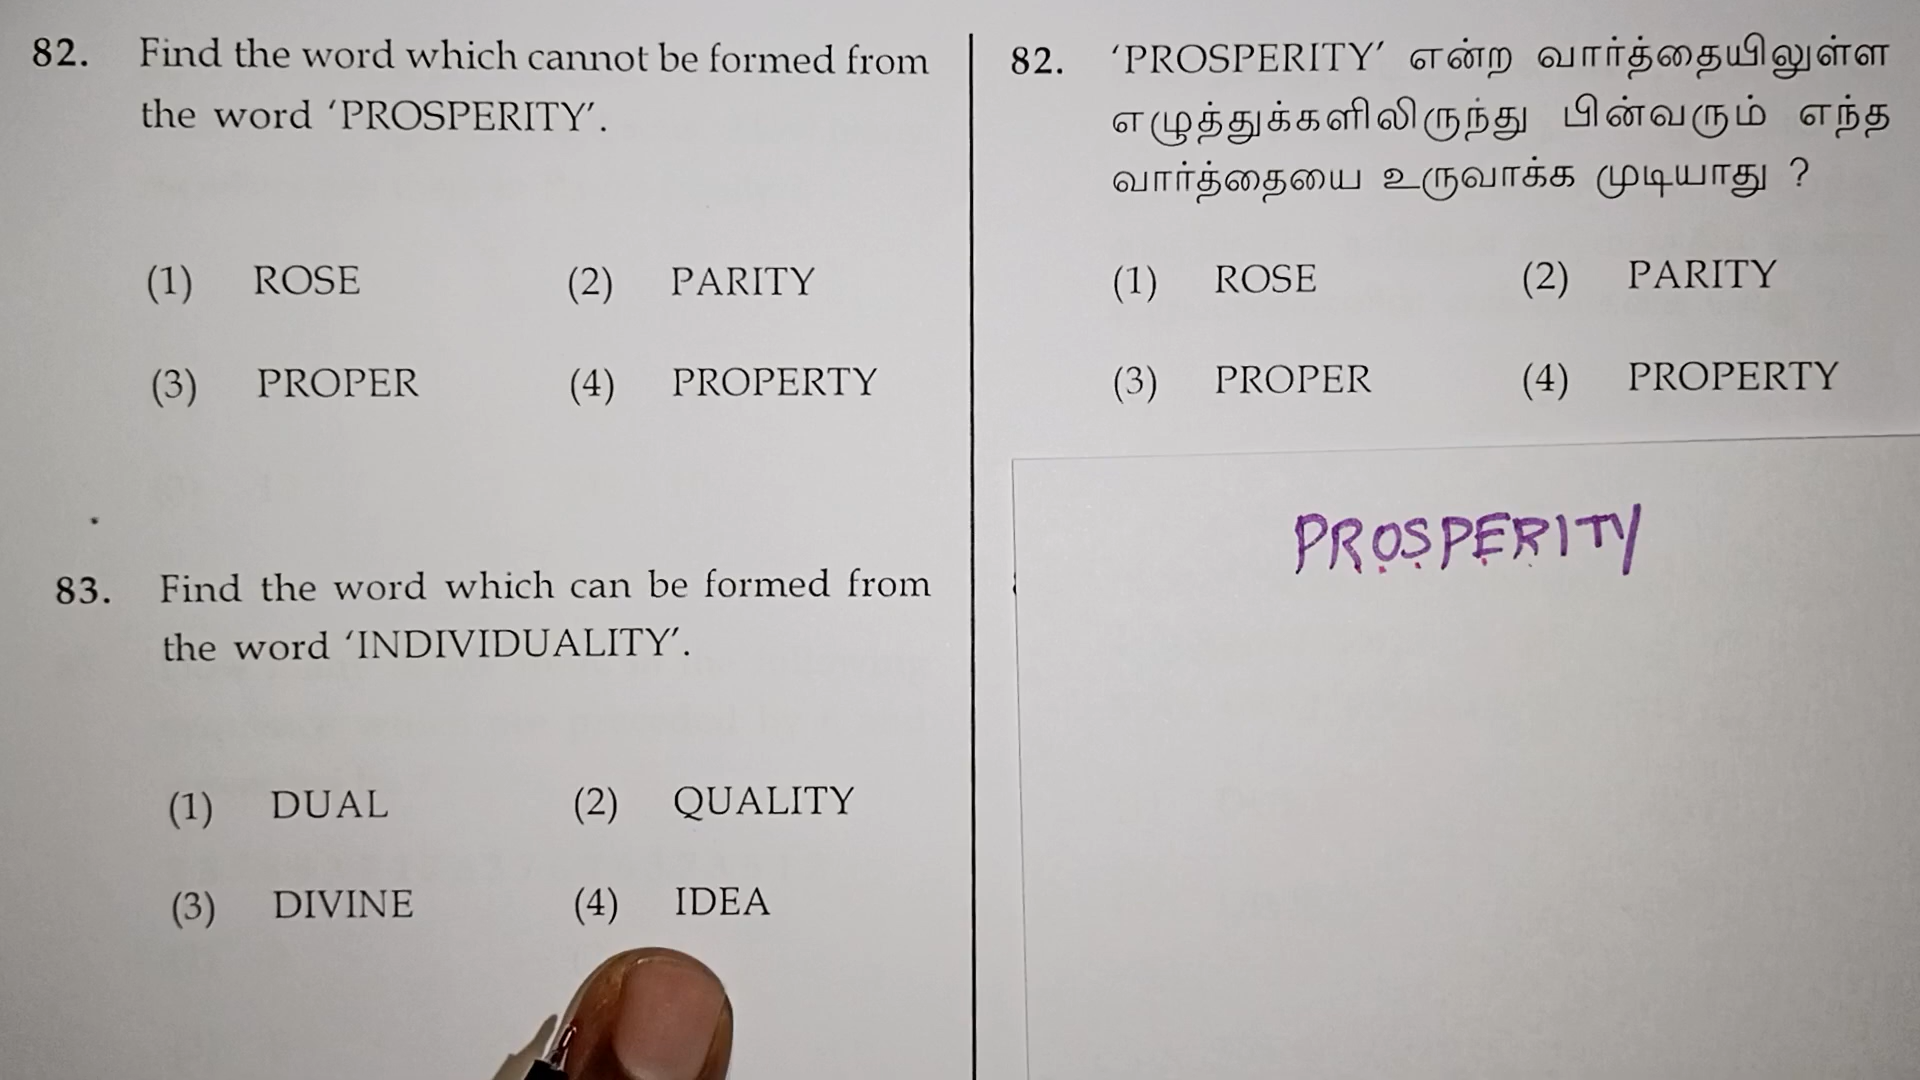 82. Find the word which cannot be formed from
the word ‘PROSPERITY’.
(1) ROSE (2) PARITY
(3) PROPER (4) PROPERTY
83. Find the word which can be formed from
the word ‘INDIVIDUALITY’.
(1) DUAL (2) QUALITY
(3) DIVINE (4) IDEA
82. ‘PROSPERITY’ என்ற வார்த்தையிலுள்ள
எழுத்துக்களிலிருந்து பின்வரும் எந்த
வார்த்தையை உருவாக்க முடியாது ?
(1) ROSE (2) PARITY
(3) PROPER (4) PROPERTY
PROSPERITY